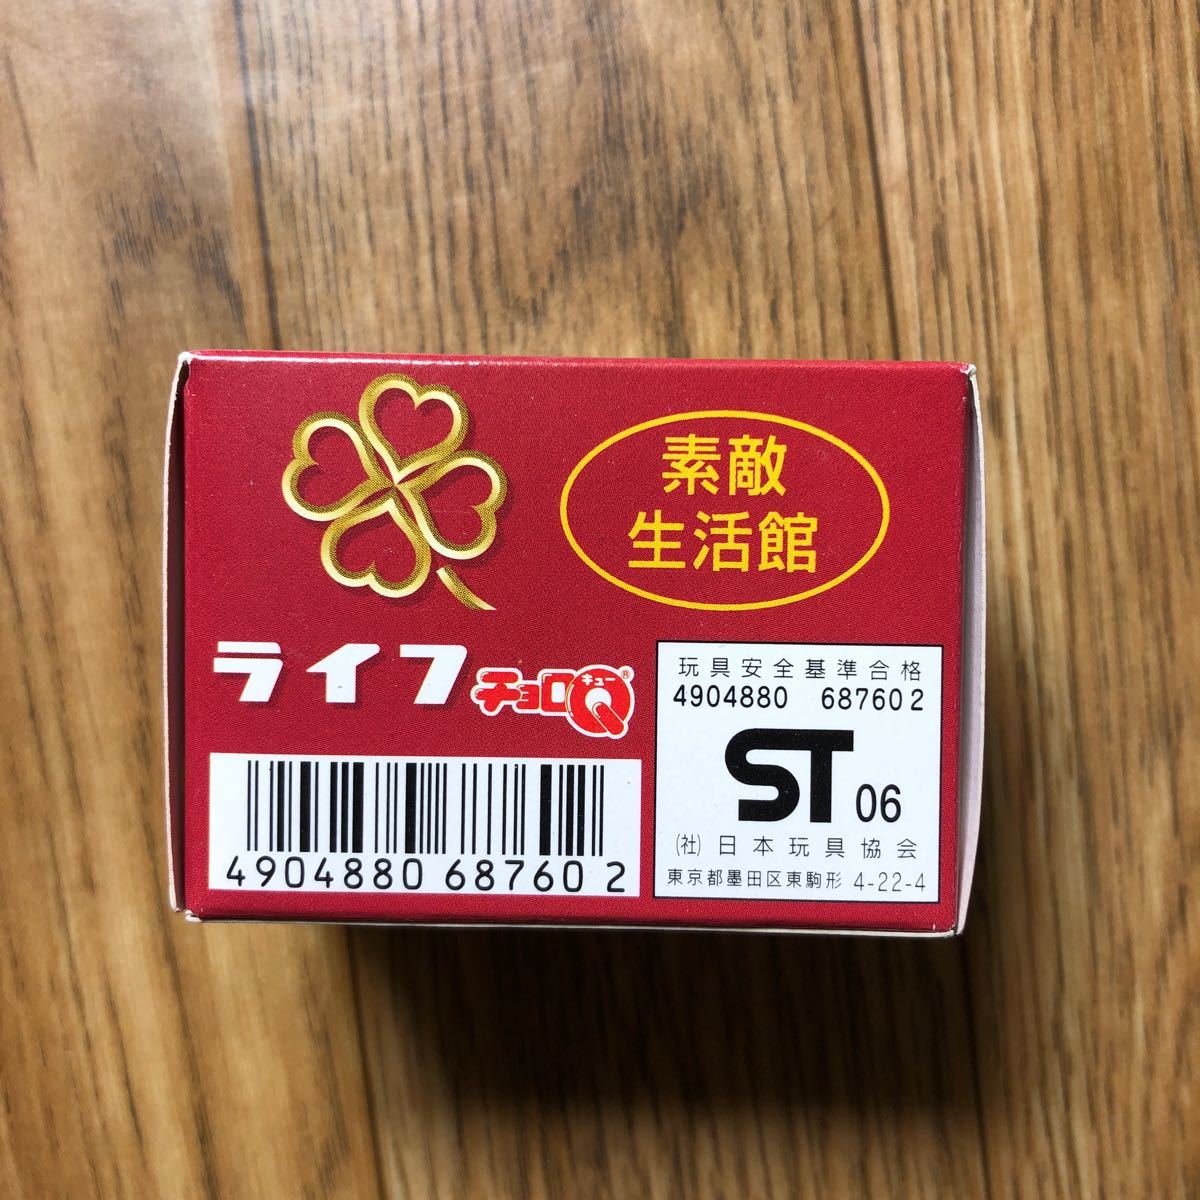 素敵
生活館
ライフ チョロQ®
キュー
玩具安全基準合格
4904880 687602
ST 06
(社) 日本玩具協会
東京都墨田区東駒形 4-22-4
4904880 687602